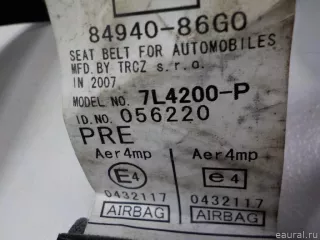 84940-86G0
SEAT BELT FOR AUTOMOBILES
MFD.BY TRCZ s.r.o.
IN 2007
MODEL NO. 7L4200-P
ID.NO. 056220
PRE
Aer4mp Aer4mp
E4 e4
0432117 0432117
AIRBAG AIRBAG
eaural.ru